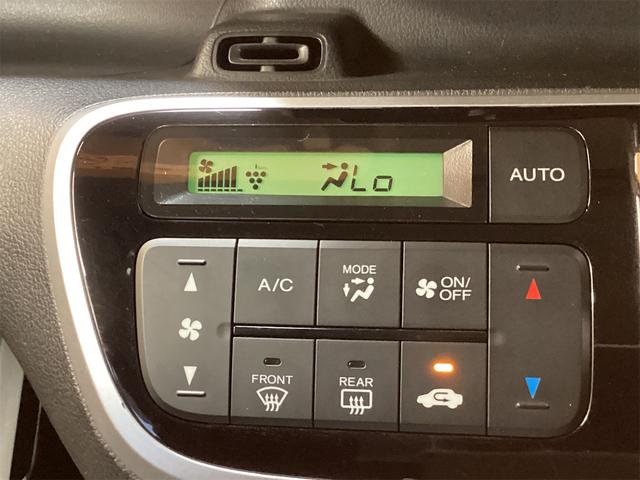 Lo
AUTO
A/C
MODE
ON/
OFF
FRONT
REAR